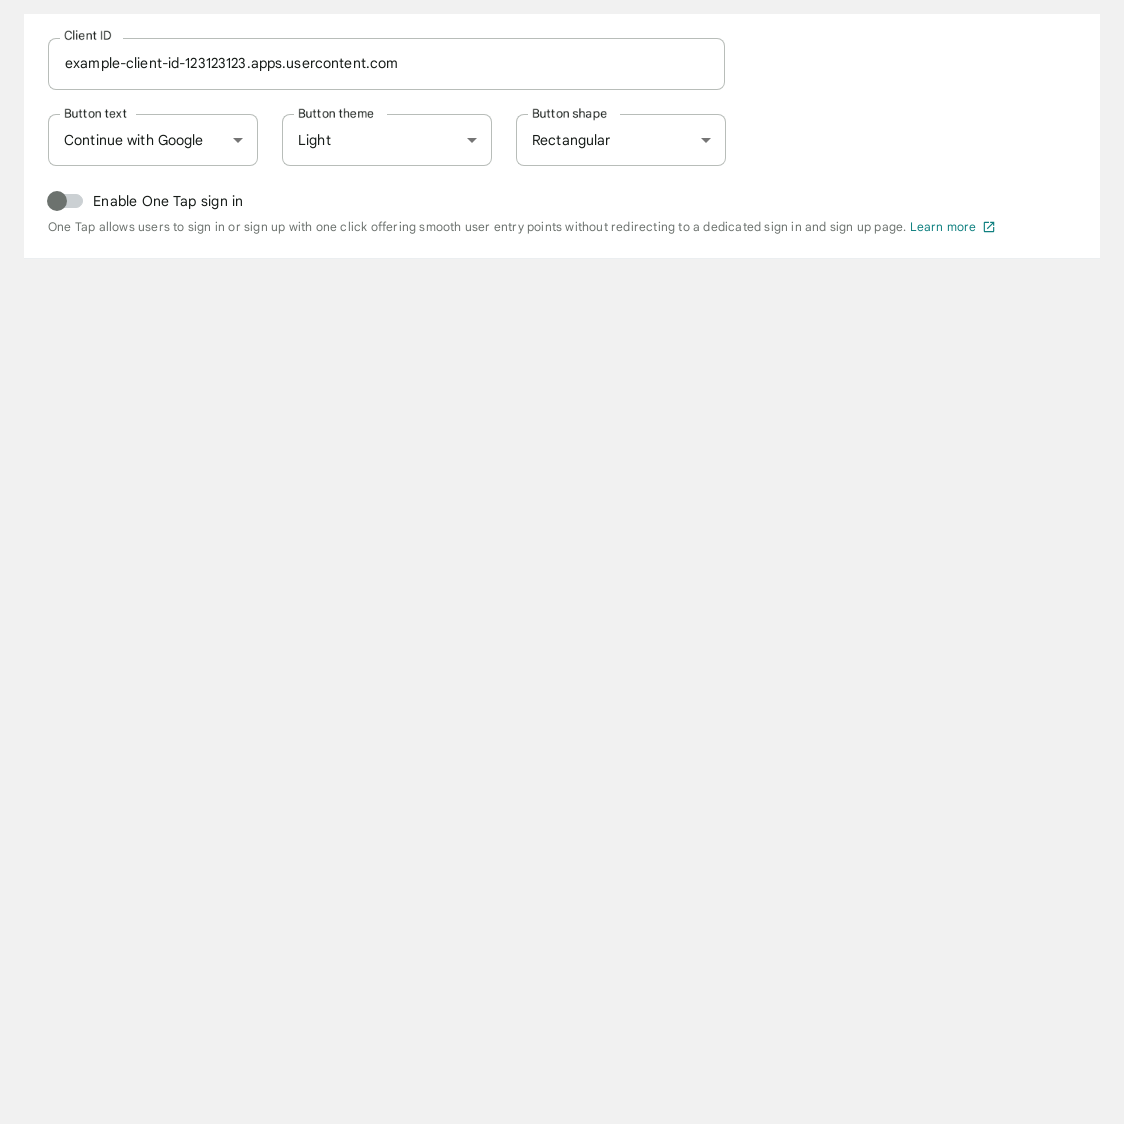 Client ID
example-client-id-123123123.apps.usercontent.com
Button text
Button theme
Button shape
Continue with Google
Light
Rectangular
Enable One Tap sign in
One Tap allows users to sign in or sign up with one click offering smooth user entry points without redirecting to a dedicated sign in and sign up page. Learn more